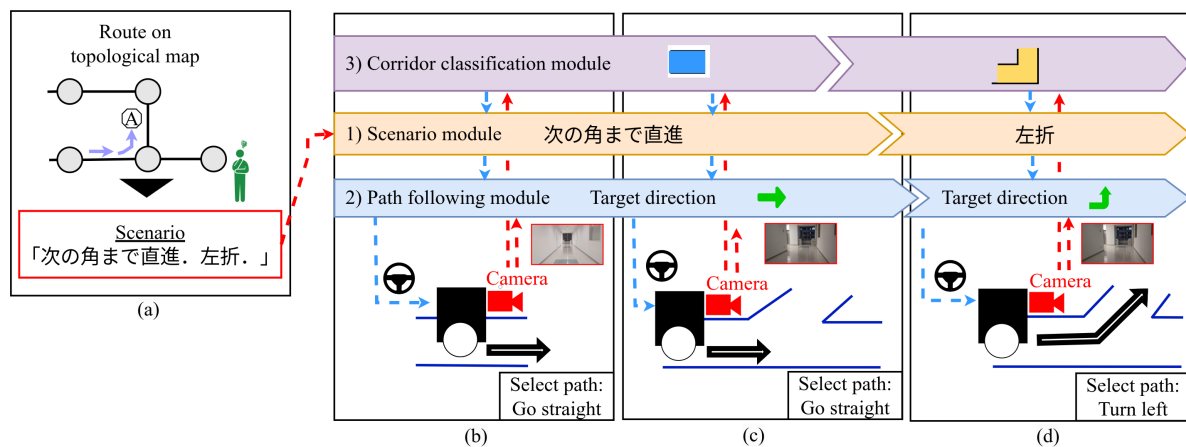 Route on
topological map
A
Scenario
「次の角まで直進．左折．」
(a)
3) Corridor classification module
1) Scenario module
次の角まで直進
左折
2) Path following module
Target direction
Target direction
Camera
Camera
Camera
Select path:
Go straight
Select path:
Go straight
Select path:
Turn left
(b)
(c)
(d)